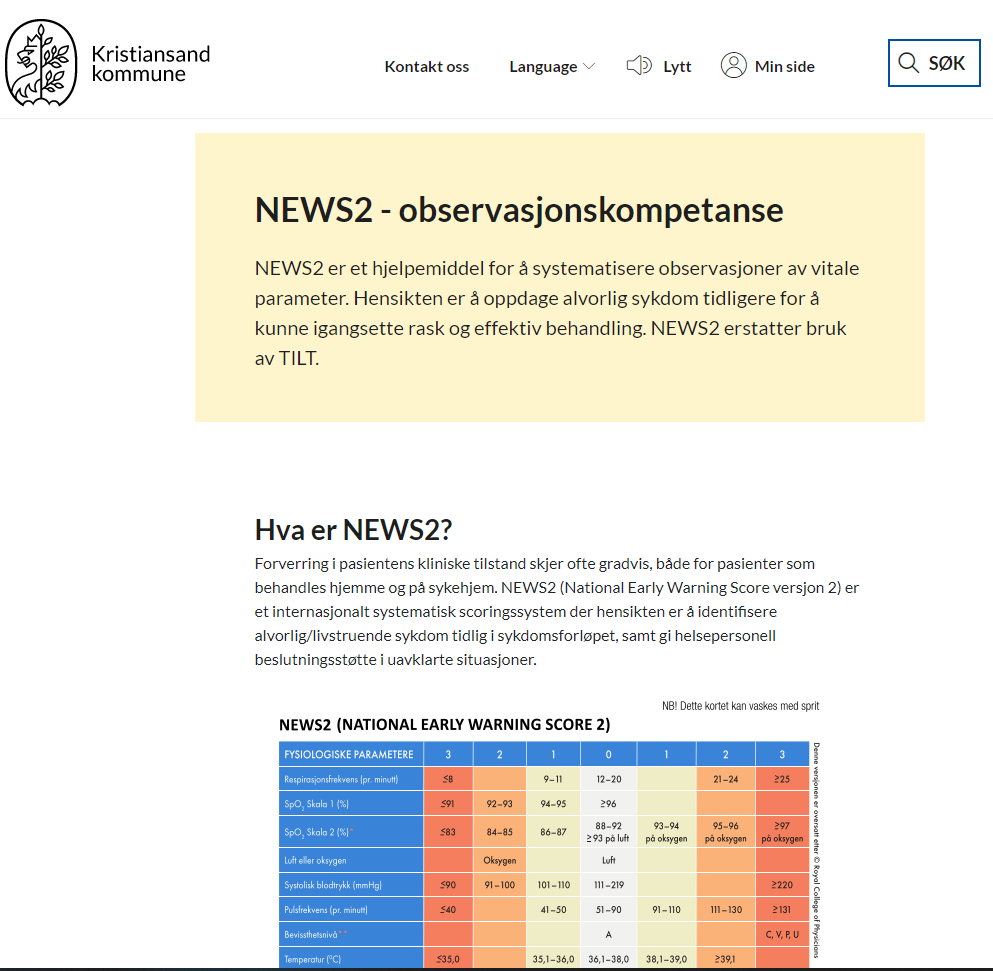 Kristiansand
kommune
Kontakt oss Language Lytt Min side SØK
NEWS2 - observasjonskompetanse
NEWS2 er et hjelpemiddel for å systematisere observasjoner av vitale
parameter. Hensikten er å oppdage alvorlig sykdom tidligere for å
kunne igangsette rask og effektiv behandling. NEWS2 erstatter bruk
av TILT.
Hva er NEWS2?
Forverring i pasientens kliniske tilstand skjer ofte gradvis, både for pasienter som
behandles hjemme og på sykehjem. NEWS2 (National Early Warning Score versjon 2) er
et internasjonalt systematisk scoringssystem der hensikten er å identifisere
alvorlig/livstruende sykdom tidlig i sykdomsforløpet, samt gi helsepersonell
beslutningsstøtte i uavklarte situasjoner.
NB! Dette kortet kan vaskes med sprit
NEWS2 (NATIONAL EARLY WARNING SCORE 2)
FYSIOLOGISKE PARAMETERE 3 2 1 0 1 2 3
Respirasjonsfrekvens (pr. minutt) ≤8 9–11 12–20 21–24 ≥25
SpO₂ Skala 1 (%) ≤91 92–93 94–95 ≥96
SpO₂ Skala 2 (%)* ≤83 84–85 86–87 88–92 ≥93 på luft 93–94 på oksygen 95–96 på oksygen ≥97 på oksygen
Luft eller oksygen Oksygen Luft
Systolisk blodtrykk (mmHg) ≤90 91–100 101–110 111–219 ≥220
Pulsfrekvens (pr. minutt) ≤40 41–50 51–90 91–110 111–130 ≥131
Bevissthetsnivå** A C, V, P, U
Temperatur (°C) ≤35,0 35,1–36,0 36,1–38,0 38,1–39,0 ≥39,1
Denne versjonen er oversatt etter © Royal College of Physicians